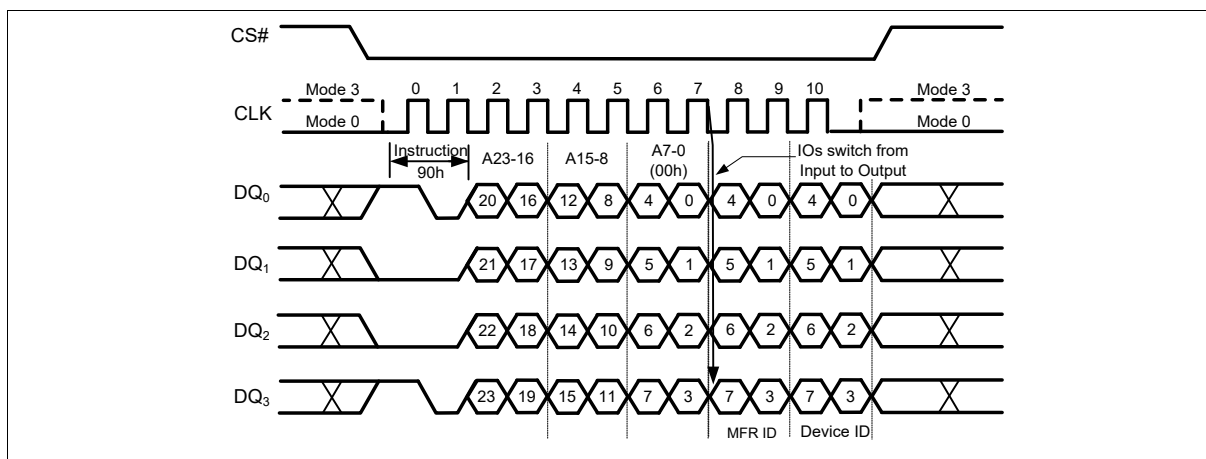 CS#
Mode 3 0 1 2 3 4 5 6 7 8 9 10 Mode 3
CLK
Mode 0 Mode 0
Instruction A23-16 A15-8 A7-0 IOs switch from
90h (00h) Input to Output
DQ0 20 16 12 8 4 0 4 0 4 0
DQ1 21 17 13 9 5 1 5 1 5 1
DQ2 22 18 14 10 6 2 6 2 6 2
DQ3 23 19 15 11 7 3 7 3 7 3
MFR ID Device ID